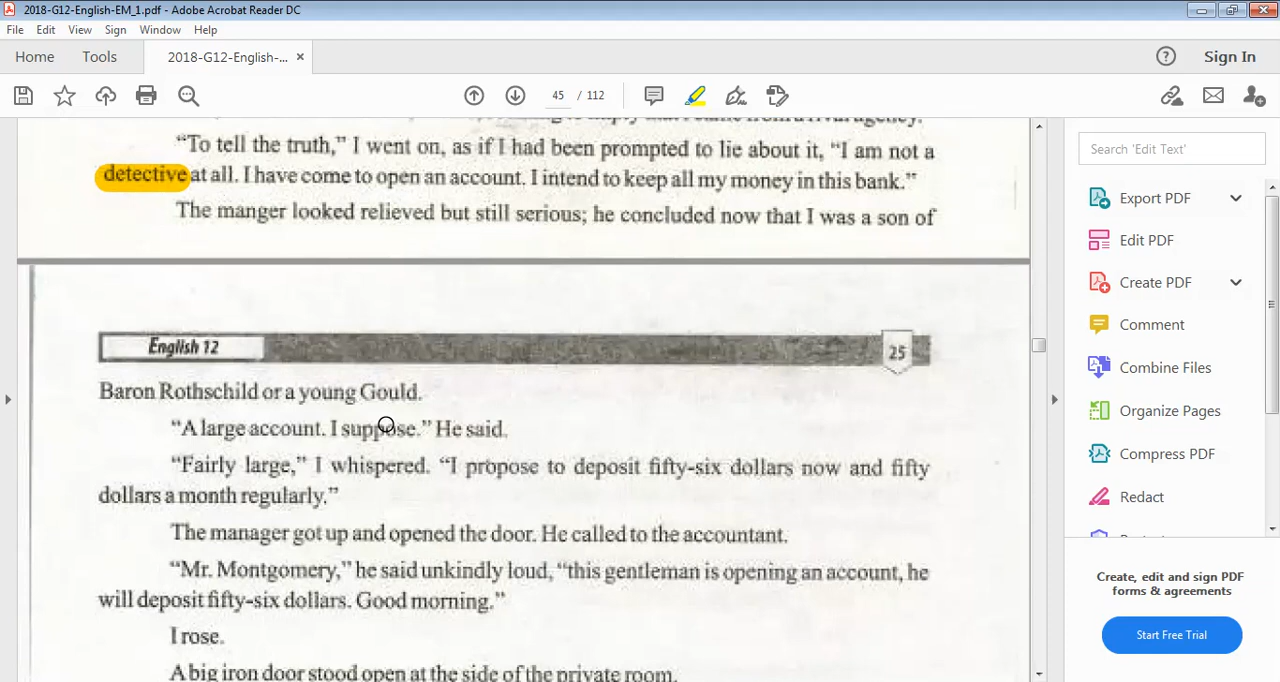 2018-G12-English-EM_1.pdf - Adobe Acrobat Reader DC
File Edit View Sign Window Help
Home Tools 2018-G12-English-... × Sign In
45 / 112
"To tell the truth," I went on, as if I had been prompted to lie about it, "I am not a
detective at all. I have come to open an account. I intend to keep all my money in this bank."
The manger looked relieved but still serious; he concluded now that I was a son of
English 12 25
Baron Rothschild or a young Gould.
"A large account. I suppose." He said.
"Fairly large," I whispered. "I propose to deposit fifty-six dollars now and fifty
dollars a month regularly."
The manager got up and opened the door. He called to the accountant.
"Mr. Montgomery," he said unkindly loud, "this gentleman is opening an account, he
will deposit fifty-six dollars. Good morning."
I rose.
A big iron door stood open at the side of the private room.
Search 'Edit Text'
Export PDF
Edit PDF
Create PDF
Comment
Combine Files
Organize Pages
Compress PDF
Redact
Create, edit and sign PDF
forms & agreements
Start Free Trial